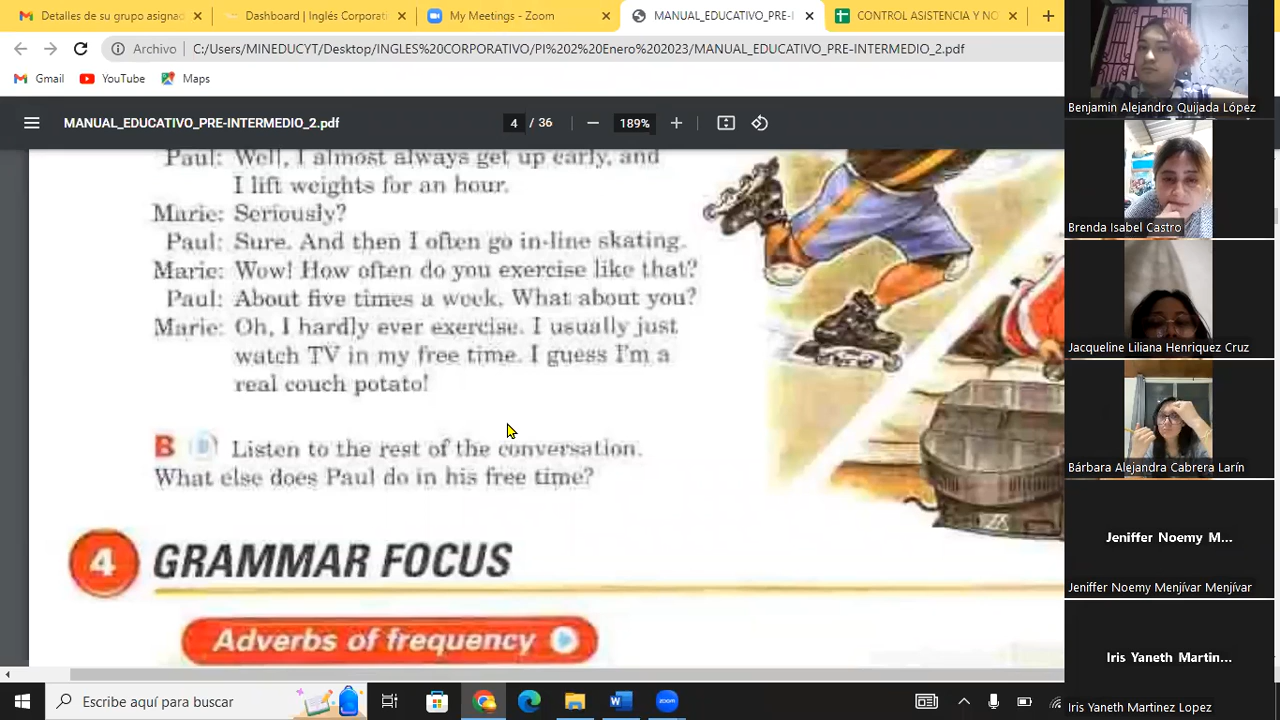 Detalles de su grupo asignad
Dashboard | Inglés Corporati
My Meetings - Zoom
MANUAL_EDUCATIVO_PRE-I
CONTROL ASISTENCIA Y NO
Archivo
C:/Users/MINEDUCYT/Desktop/INGLES%20CORPORATIVO/PI%202%20Enero%202023/MANUAL_EDUCATIVO_PRE-INTERMEDIO_2.pdf
Gmail
YouTube
Maps
MANUAL_EDUCATIVO_PRE-INTERMEDIO_2.pdf
4 / 36
189%
Paul: Well, I almost always get up early, and
I lift weights for an hour.
Marie: Seriously?
Paul: Sure. And then I often go in-line skating.
Marie: Wow! How often do you exercise like that?
Paul: About five times a week. What about you?
Marie: Oh, I hardly ever exercise. I usually just
watch TV in my free time. I guess I'm a
real couch potato!
B Listen to the rest of the conversation.
What else does Paul do in his free time?
4 GRAMMAR FOCUS
Adverbs of frequency
Benjamin Alejandro Quijada López
Brenda Isabel Castro
Jacqueline Liliana Henriquez Cruz
Bárbara Alejandra Cabrera Larín
Jeniffer Noemy M...
Jeniffer Noemy Menjívar Menjívar
Iris Yaneth Martin...
Iris Yaneth Martinez Lopez
Escribe aquí para buscar
zoom